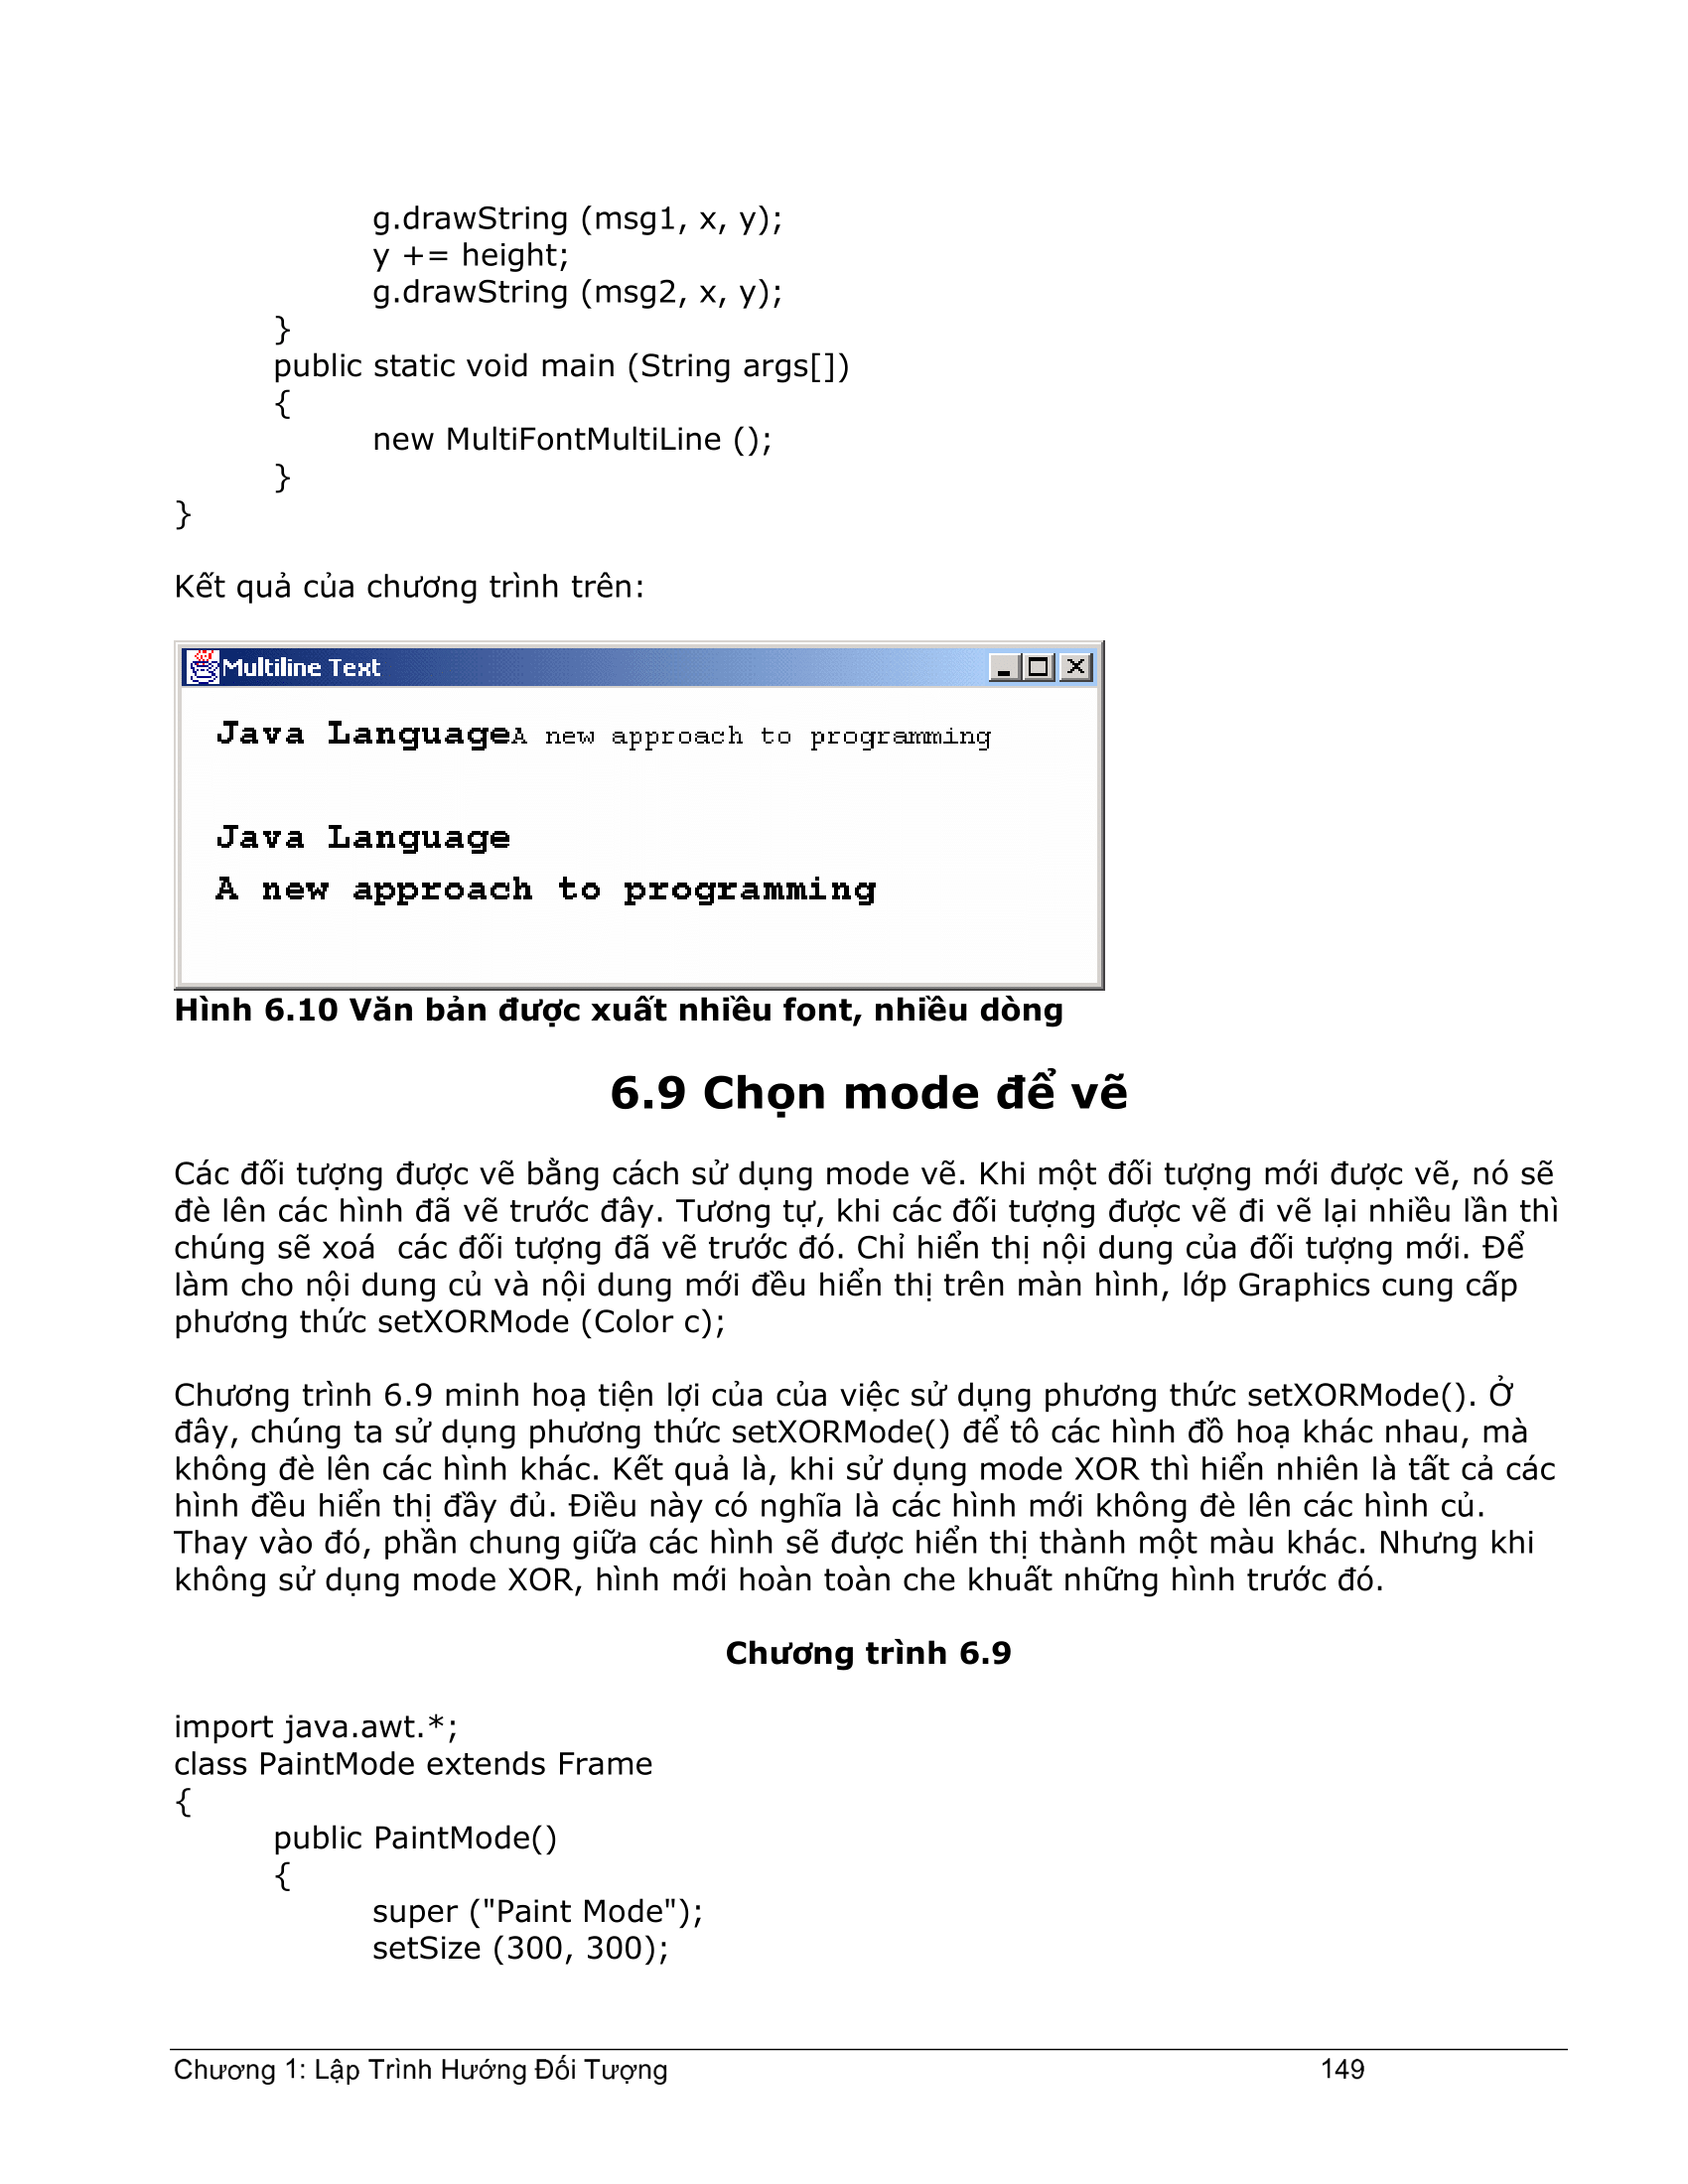 g.drawString (msg1, x, y);
y += height;
g.drawString (msg2, x, y);
}
public static void main (String args[])
{
new MultiFontMultiLine ();
}
}
Kết quả của chương trình trên:
Multiline Text
Java LanguageA new approach to programming
Java Language
A new approach to programming
Hình 6.10 Văn bản được xuất nhiều font, nhiều dòng
6.9 Chọn mode để vẽ
Các đối tượng được vẽ bằng cách sử dụng mode vẽ. Khi một đối tượng mới được vẽ, nó sẽ
đè lên các hình đã vẽ trước đây. Tương tự, khi các đối tượng được vẽ đi vẽ lại nhiều lần thì
chúng sẽ xoá  các đối tượng đã vẽ trước đó. Chỉ hiển thị nội dung của đối tượng mới. Để
làm cho nội dung củ và nội dung mới đều hiển thị trên màn hình, lớp Graphics cung cấp
phương thức setXORMode (Color c);
Chương trình 6.9 minh hoạ tiện lợi của của việc sử dụng phương thức setXORMode(). Ở
đây, chúng ta sử dụng phương thức setXORMode() để tô các hình đồ hoạ khác nhau, mà
không đè lên các hình khác. Kết quả là, khi sử dụng mode XOR thì hiển nhiên là tất cả các
hình đều hiển thị đầy đủ. Điều này có nghĩa là các hình mới không đè lên các hình củ.
Thay vào đó, phần chung giữa các hình sẽ được hiển thị thành một màu khác. Nhưng khi
không sử dụng mode XOR, hình mới hoàn toàn che khuất những hình trước đó.
Chương trình 6.9
import java.awt.*;
class PaintMode extends Frame
{
public PaintMode()
{
super ("Paint Mode");
setSize (300, 300);
Chương 1: Lập Trình Hướng Đối Tượng 149